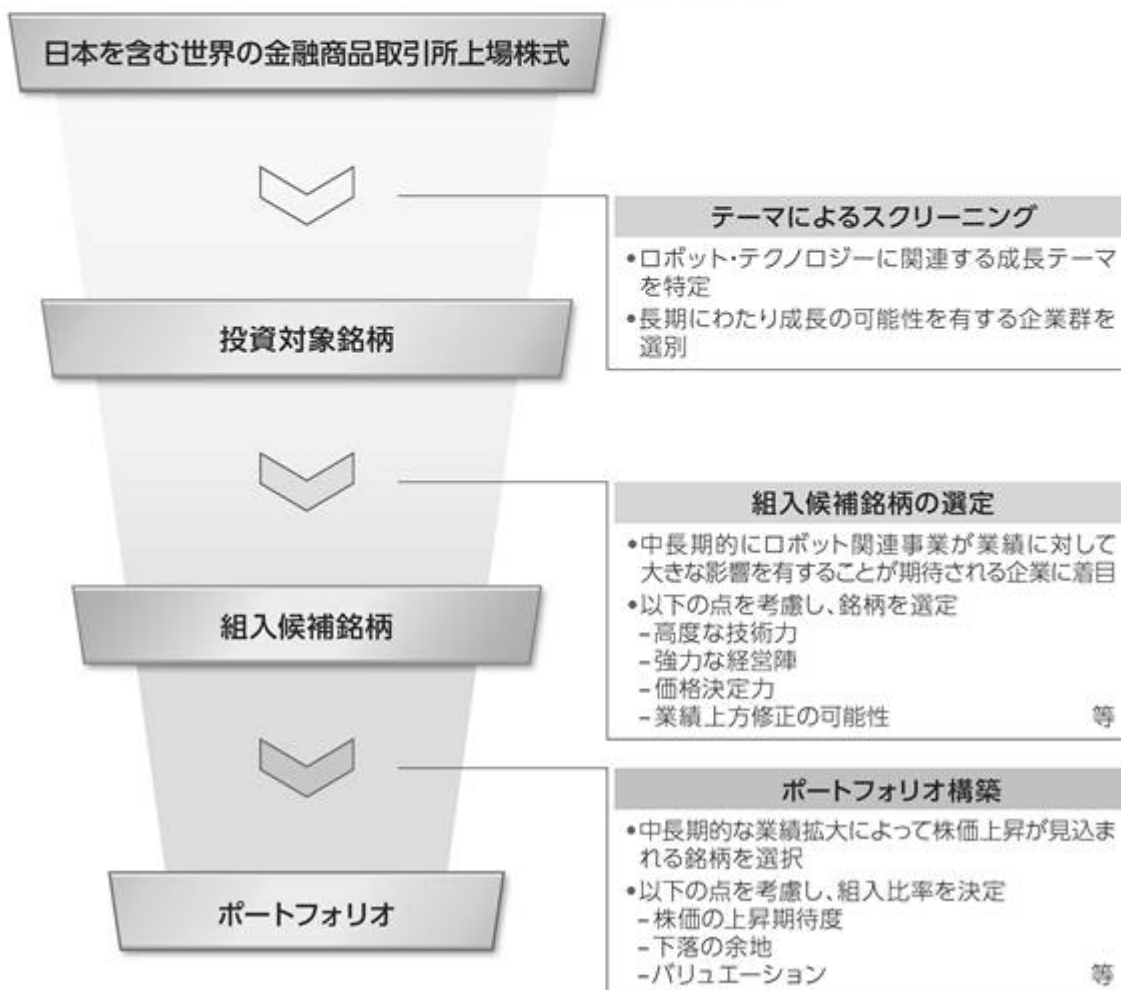 日本を含む世界の金融商品取引所上場株式
テーマによるスクリーニング
•ロボット・テクノロジーに関連する成長テーマ
を特定
•長期にわたり成長の可能性を有する企業群を
選別
投資対象銘柄
組入候補銘柄の選定
•中長期的にロボット関連事業が業績に対して
大きな影響を有することが期待される企業に着目
•以下の点を考慮し、銘柄を選定
–高度な技術力
–強力な経営陣
–価格決定力
–業績上方修正の可能性 等
組入候補銘柄
ポートフォリオ構築
•中長期的な業績拡大によって株価上昇が見込ま
れる銘柄を選択
•以下の点を考慮し、組入比率を決定
–株価の上昇期待度
–下落の余地
–バリュエーション 等
ポートフォリオ